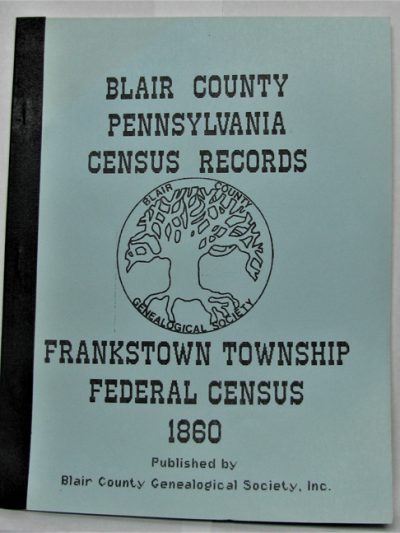 BLAIR COUNTY
PENNSYLVANIA
CENSUS RECORDS
BLAIR COUNTY
GENEALOGICAL SOCIETY
FRANKSTOWN TOWNSHIP
FEDERAL CENSUS
1860
Published by
Blair County Genealogical Society, Inc.